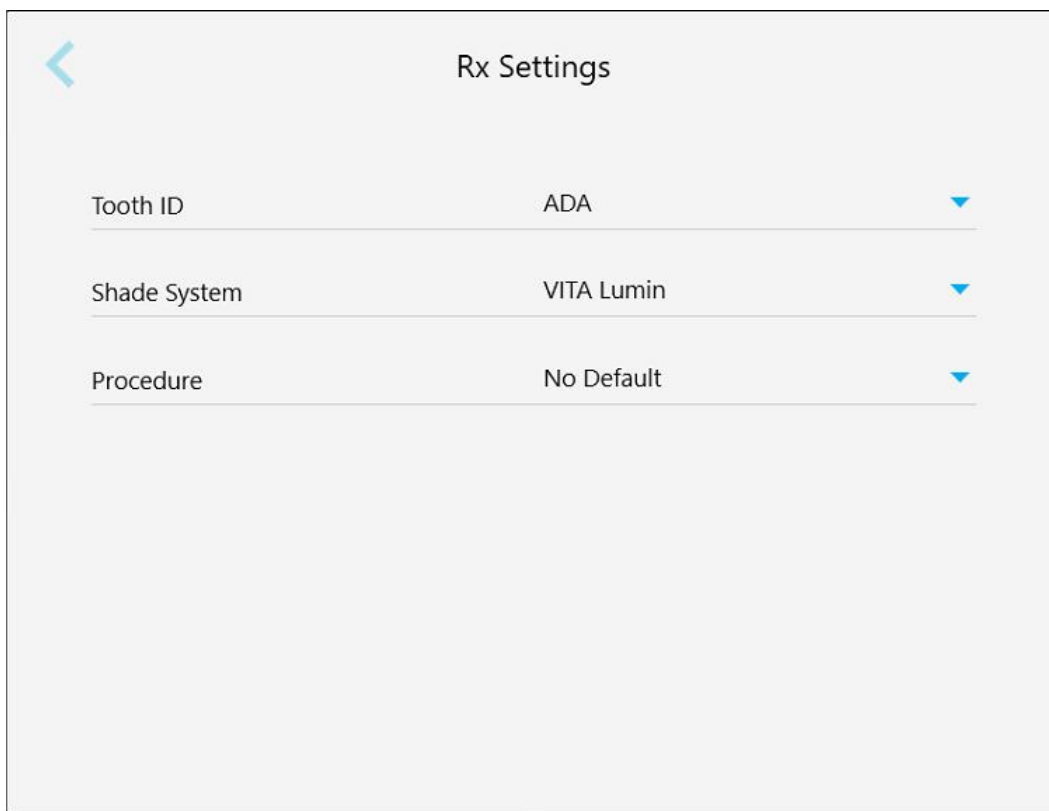 Rx Settings
Tooth ID ADA
Shade System VITA Lumin
Procedure No Default